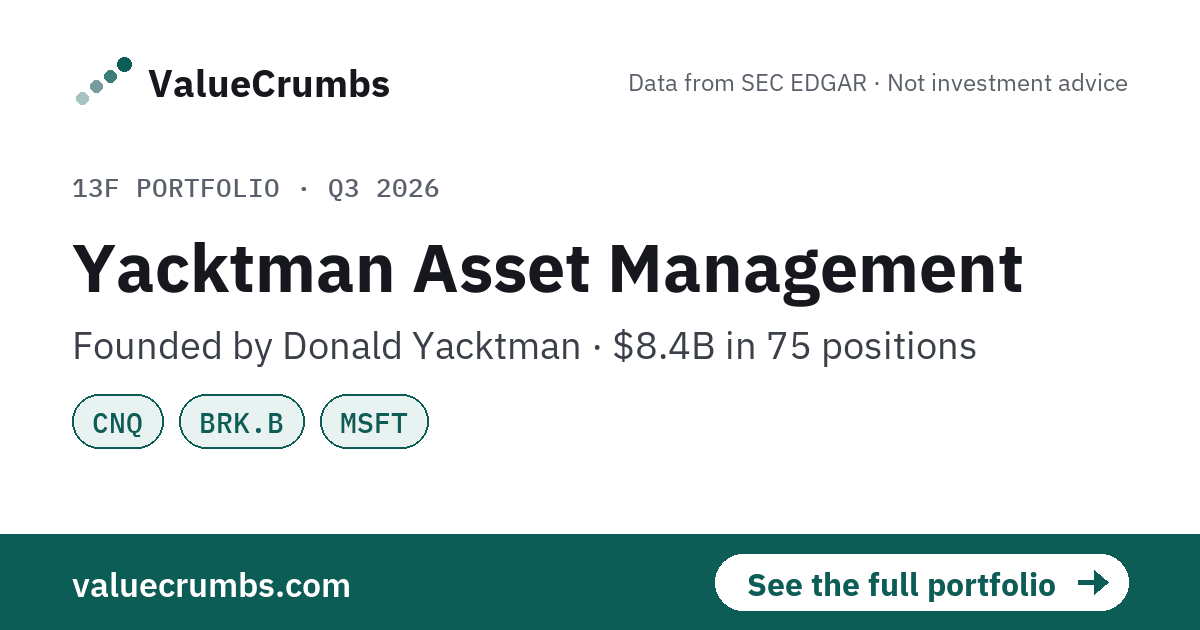 ValueCrumbs
Data from SEC EDGAR · Not investment advice
13F PORTFOLIO · Q3 2026
Yacktman Asset Management
Founded by Donald Yacktman · $8.4B in 75 positions
CNQ BRK.B MSFT
valuecrumbs.com
See the full portfolio →